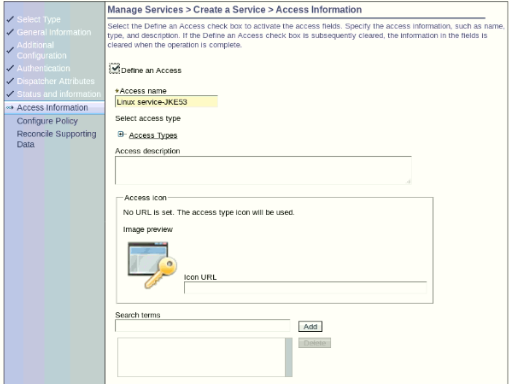 Manage Services > Create a Service > Access Information
Select the Define an Access check box to activate the access fields. Specify the access information, such as name,
type, and description. If the Define an Access check box is subsequently cleared, the information in the fields is
cleared when the operation is complete.
Select Type
General Information
Additional
Configuration
Authentication
Dispatcher Attributes
Status and information
Access Information
Configure Policy
Reconcile Supporting
Data
Define an Access
*Access name
Linux service-JKE53
Select access type
Access Types
Access description
Access icon
No URL is set. The access type icon will be used.
Image preview
Icon URL
Search terms
Add
Delete